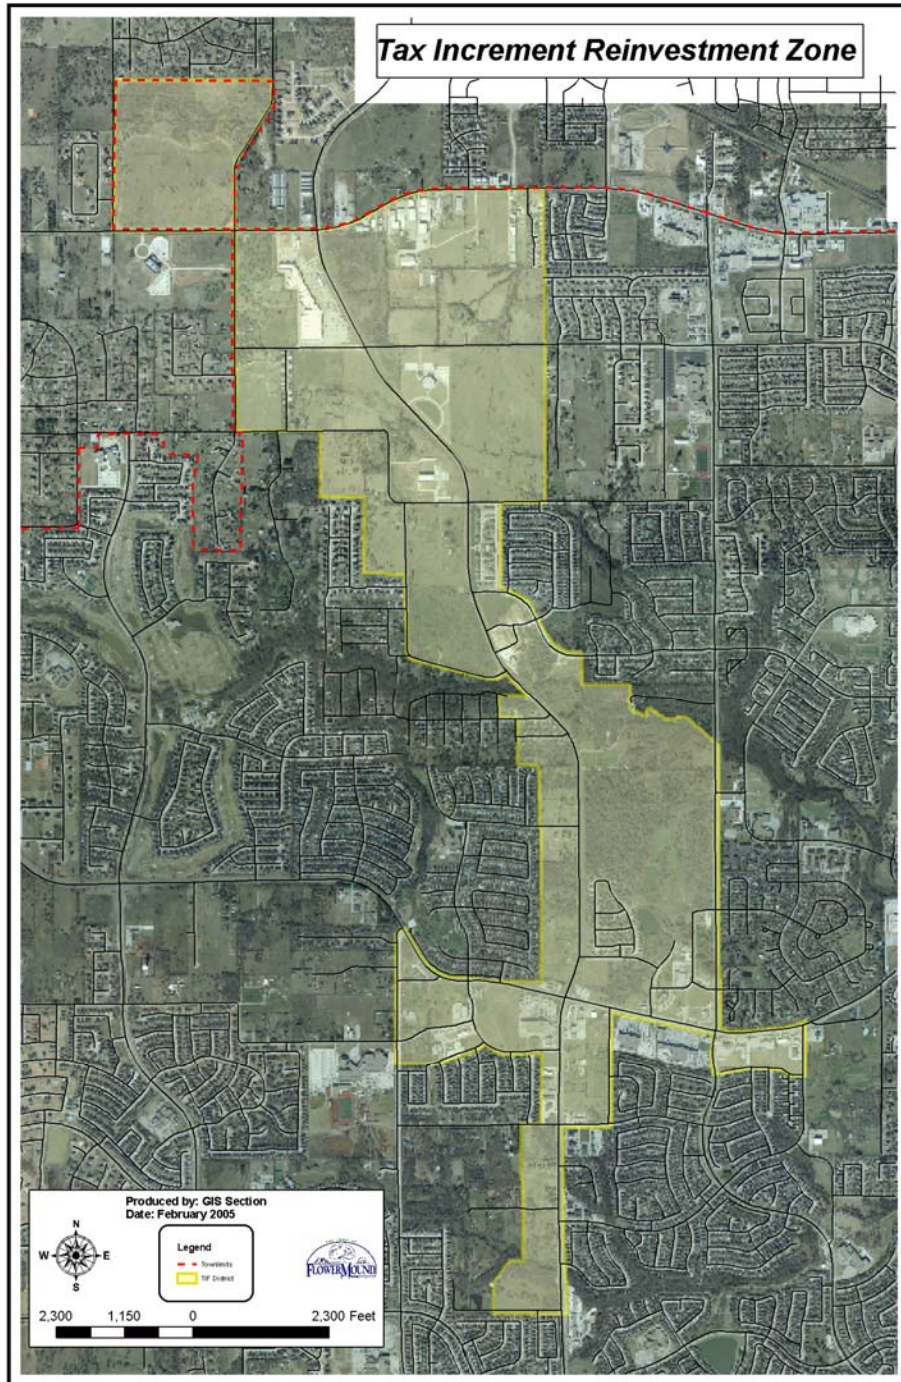 Tax Increment Reinvestment Zone
Produced by: GIS Section
Date: February 2005
N
W
E
S
Legend
Townlimits
TIF District
FLOWER MOUND
2,300 1,150 0 2,300 Feet